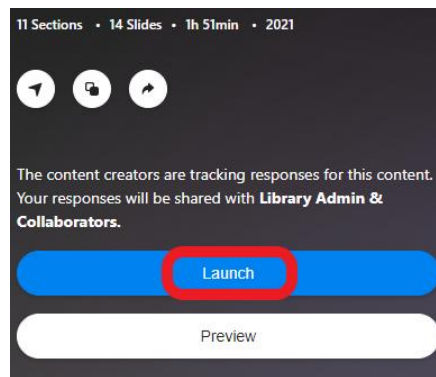 11 Sections • 14 Slides • 1h 51min • 2021
The content creators are tracking responses for this content.
Your responses will be shared with Library Admin &
Collaborators.
Launch
Preview